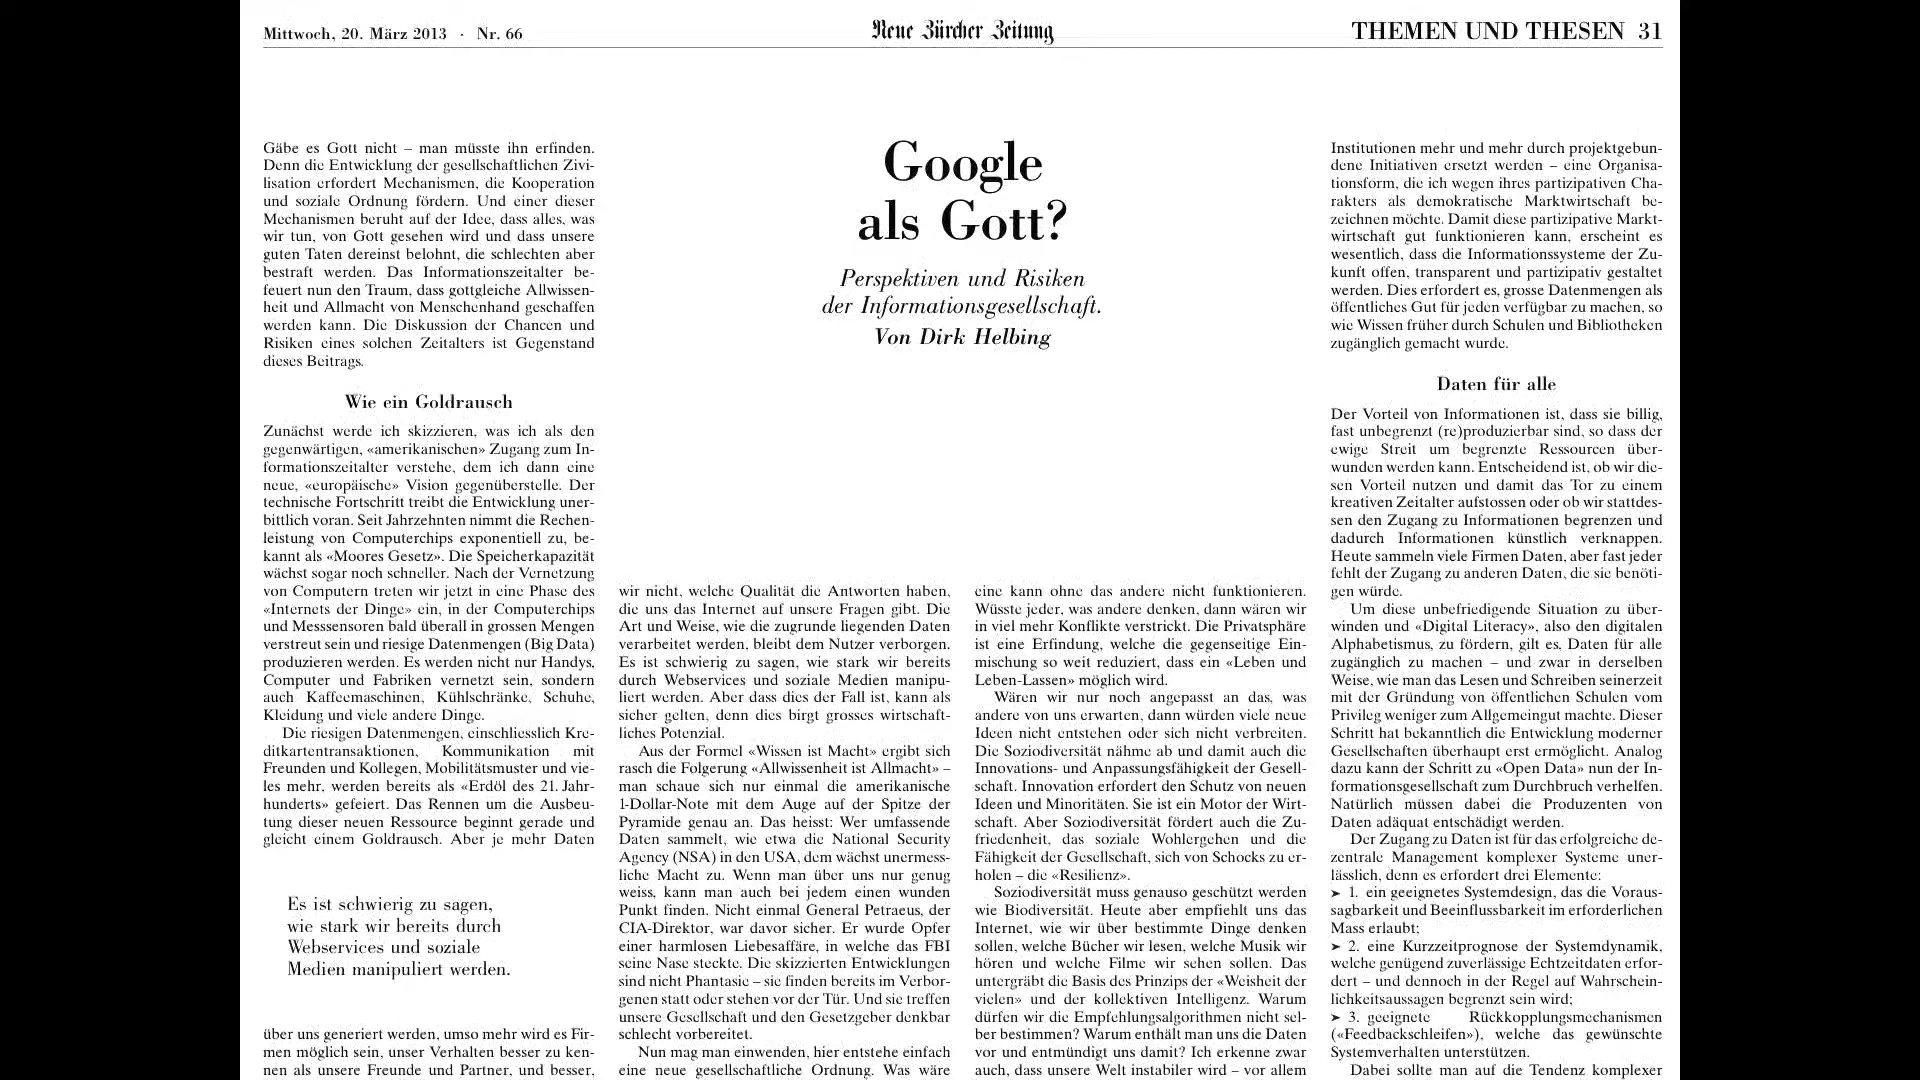 Mittwoch, 20. März 2013 · Nr. 66
Neue Zürcher Zeitung
THEMEN UND THESEN 31
Google
als Gott?
Perspektiven und Risiken
der Informationsgesellschaft.
Von Dirk Helbing
Gäbe es Gott nicht – man müsste ihn erfinden.
Denn die Entwicklung der gesellschaftlichen Zivi-
lisation erfordert Mechanismen, die Kooperation
und soziale Ordnung fördern. Und einer dieser
Mechanismen beruht auf der Idee, dass alles, was
wir tun, von Gott gesehen wird und dass unsere
guten Taten dereinst belohnt, die schlechten aber
bestraft werden. Das Informationszeitalter be-
feuert nun den Traum, dass gottgleiche Allwissen-
heit und Allmacht von Menschenhand geschaffen
werden kann. Die Diskussion der Chancen und
Risiken eines solchen Zeitalters ist Gegenstand
dieses Beitrags.
Wie ein Goldrausch
Zunächst werde ich skizzieren, was ich als den
gegenwärtigen, «amerikanischen» Zugang zum In-
formationszeitalter verstehe, dem ich dann eine
neue, «europäische» Vision gegenüberstelle. Der
technische Fortschritt treibt die Entwicklung uner-
bittlich voran. Seit Jahrzehnten nimmt die Rechen-
leistung von Computerchips exponentiell zu, be-
kannt als «Moores Gesetz». Die Speicherkapazität
wächst sogar noch schneller. Nach der Vernetzung
von Computern treten wir jetzt in eine Phase des
«Internets der Dinge» ein, in der Computerchips
und Messsensoren bald überall in grossen Mengen
verstreut sein und riesige Datenmengen (Big Data)
produzieren werden. Es werden nicht nur Handys,
Computer und Fabriken vernetzt sein, sondern
auch Kaffeemaschinen, Kühlschränke, Schuhe,
Kleidung und viele andere Dinge.
Die riesigen Datenmengen, einschliesslich Kre-
ditkartentransaktionen, Kommunikation mit
Freunden und Kollegen, Mobilitätsmuster und vie-
les mehr, werden bereits als «Erdöl des 21. Jahr-
hunderts» gefeiert. Das Rennen um die Ausbeu-
tung dieser neuen Ressource beginnt gerade und
gleicht einem Goldrausch. Aber je mehr Daten
Es ist schwierig zu sagen,
wie stark wir bereits durch
Webservices und soziale
Medien manipuliert werden.
über uns generiert werden, umso mehr wird es Fir-
men möglich sein, unser Verhalten besser zu ken-
nen als unsere Freunde und Partner, und besser,
wir nicht, welche Qualität die Antworten haben,
die uns das Internet auf unsere Fragen gibt. Die
Art und Weise, wie die zugrunde liegenden Daten
verarbeitet werden, bleibt dem Nutzer verborgen.
Es ist schwierig zu sagen, wie stark wir bereits
durch Webservices und soziale Medien manipu-
liert werden. Aber dass dies der Fall ist, kann als
sicher gelten, denn dies birgt grosses wirtschaft-
liches Potenzial.
Aus der Formel «Wissen ist Macht» ergibt sich
rasch die Folgerung «Allwissenheit ist Allmacht» –
man schaue sich nur einmal die amerikanische
1-Dollar-Note mit dem Auge auf der Spitze der
Pyramide genau an. Das heisst: Wer umfassende
Daten sammelt, wie etwa die National Security
Agency (NSA) in den USA, dem wächst unermess-
liche Macht zu. Wenn man über uns nur genug
weiss, kann man auch bei jedem einen wunden
Punkt finden. Nicht einmal General Petraeus, der
CIA-Direktor, war davor sicher. Er wurde Opfer
einer harmlosen Liebesaffäre, in welche das FBI
seine Nase steckte. Die skizzierten Entwicklungen
sind nicht Phantasie – sie finden bereits im Verbor-
genen statt oder stehen vor der Tür. Und sie treffen
unsere Gesellschaft und den Gesetzgeber denkbar
schlecht vorbereitet.
Nun mag man einwenden, hier entstehe einfach
eine neue gesellschaftliche Ordnung. Was wäre
eine kann ohne das andere nicht funktionieren.
Wüsste jeder, was andere denken, dann wären wir
in viel mehr Konflikte verstrickt. Die Privatsphäre
ist eine Erfindung, welche die gegenseitige Ein-
mischung so weit reduziert, dass ein «Leben und
Leben-Lassen» möglich wird.
Wären wir nur noch angepasst an das, was
andere von uns erwarten, dann würden viele neue
Ideen nicht entstehen oder sich nicht verbreiten.
Die Soziodiversität nähme ab und damit auch die
Innovations- und Anpassungsfähigkeit der Gesell-
schaft. Innovation erfordert den Schutz von neuen
Ideen und Minoritäten. Sie ist ein Motor der Wirt-
schaft. Aber Soziodiversität fördert auch die Zu-
friedenheit, das soziale Wohlergehen und die
Fähigkeit der Gesellschaft, sich von Schocks zu er-
holen – die «Resilienz».
Soziodiversität muss genauso geschützt werden
wie Biodiversität. Heute aber empfiehlt uns das
Internet, wie wir über bestimmte Dinge denken
sollen, welche Bücher wir lesen, welche Musik wir
hören und welche Filme wir sehen sollen. Das
untergräbt die Basis des Prinzips der «Weisheit der
vielen» und der kollektiven Intelligenz. Warum
dürfen wir die Empfehlungsalgorithmen nicht sel-
ber bestimmen? Warum enthält man uns die Daten
vor und entmündigt uns damit? Ich erkenne zwar
auch, dass unsere Welt instabiler wird – vor allem
Institutionen mehr und mehr durch projektgebun-
dene Initiativen ersetzt werden – eine Organisa-
tionsform, die ich wegen ihres partizipativen Cha-
rakters als demokratische Marktwirtschaft be-
zeichnen möchte. Damit diese partizipative Markt-
wirtschaft gut funktionieren kann, erscheint es
wesentlich, dass die Informationssysteme der Zu-
kunft offen, transparent und partizipativ gestaltet
werden. Dies erfordert es, grosse Datenmengen als
öffentliches Gut für jeden verfügbar zu machen, so
wie Wissen früher durch Schulen und Bibliotheken
zugänglich gemacht wurde.
Daten für alle
Der Vorteil von Informationen ist, dass sie billig,
fast unbegrenzt (re)produzierbar sind, so dass der
ewige Streit um begrenzte Ressourcen über-
wunden werden kann. Entscheidend ist, ob wir die-
sen Vorteil nutzen und damit das Tor zu einem
kreativen Zeitalter aufstossen oder ob wir stattdes-
sen den Zugang zu Informationen begrenzen und
dadurch Informationen künstlich verknappen.
Heute sammeln viele Firmen Daten, aber fast jeder
fehlt der Zugang zu anderen Daten, die sie benöti-
gen würde.
Um diese unbefriedigende Situation zu über-
winden und «Digital Literacy», also den digitalen
Alphabetismus, zu fördern, gilt es, Daten für alle
zugänglich zu machen – und zwar in derselben
Weise, wie man das Lesen und Schreiben seinerzeit
mit der Gründung von öffentlichen Schulen vom
Privileg weniger zum Allgemeingut machte. Dieser
Schritt hat bekanntlich die Entwicklung moderner
Gesellschaften überhaupt erst ermöglicht. Analog
dazu kann der Schritt zu «Open Data» nun der In-
formationsgesellschaft zum Durchbruch verhelfen.
Natürlich müssen dabei die Produzenten von
Daten adäquat entschädigt werden.
Der Zugang zu Daten ist für das erfolgreiche de-
zentrale Management komplexer Systeme uner-
lässlich, denn es erfordert drei Elemente:
➤ 1. ein geeignetes Systemdesign, das die Voraus-
sagbarkeit und Beeinflussbarkeit im erforderlichen
Mass erlaubt;
➤ 2. eine Kurzzeitprognose der Systemdynamik,
welche genügend zuverlässige Echtzeitdaten erfor-
dert – und dennoch in der Regel auf Wahrschein-
lichkeitsaussagen begrenzt sein wird;
➤ 3. geeignete Rückkopplungsmechanismen
(«Feedbackschleifen»), welche das gewünschte
Systemverhalten unterstützen.
Dabei sollte man auf die Tendenz komplexer